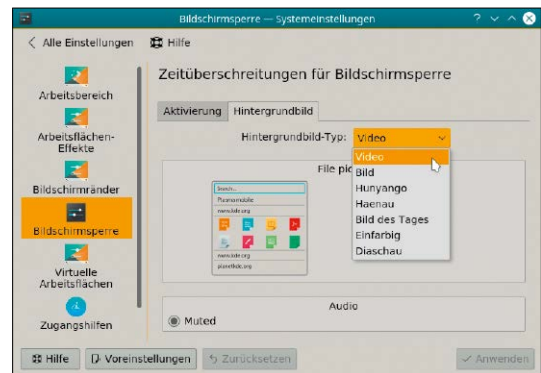 Bildschirmsperre — Systemeinstellungen
Alle Einstellungen
Hilfe
Arbeitsbereich
Arbeitsflächen-
Effekte
Bildschirmränder
Bildschirmsperre
Virtuelle
Arbeitsflächen
Zugangshilfen
Zeitüberschreitungen für Bildschirmsperre
Aktivierung
Hintergrundbild
Hintergrundbild-Typ:
Video
Video
Bild
Hunyango
Haenau
Bild des Tages
Einfarbig
Diaschau
File pic
Search...
Audio
Muted
Hilfe
Voreinstellungen
Zurücksetzen
Anwenden